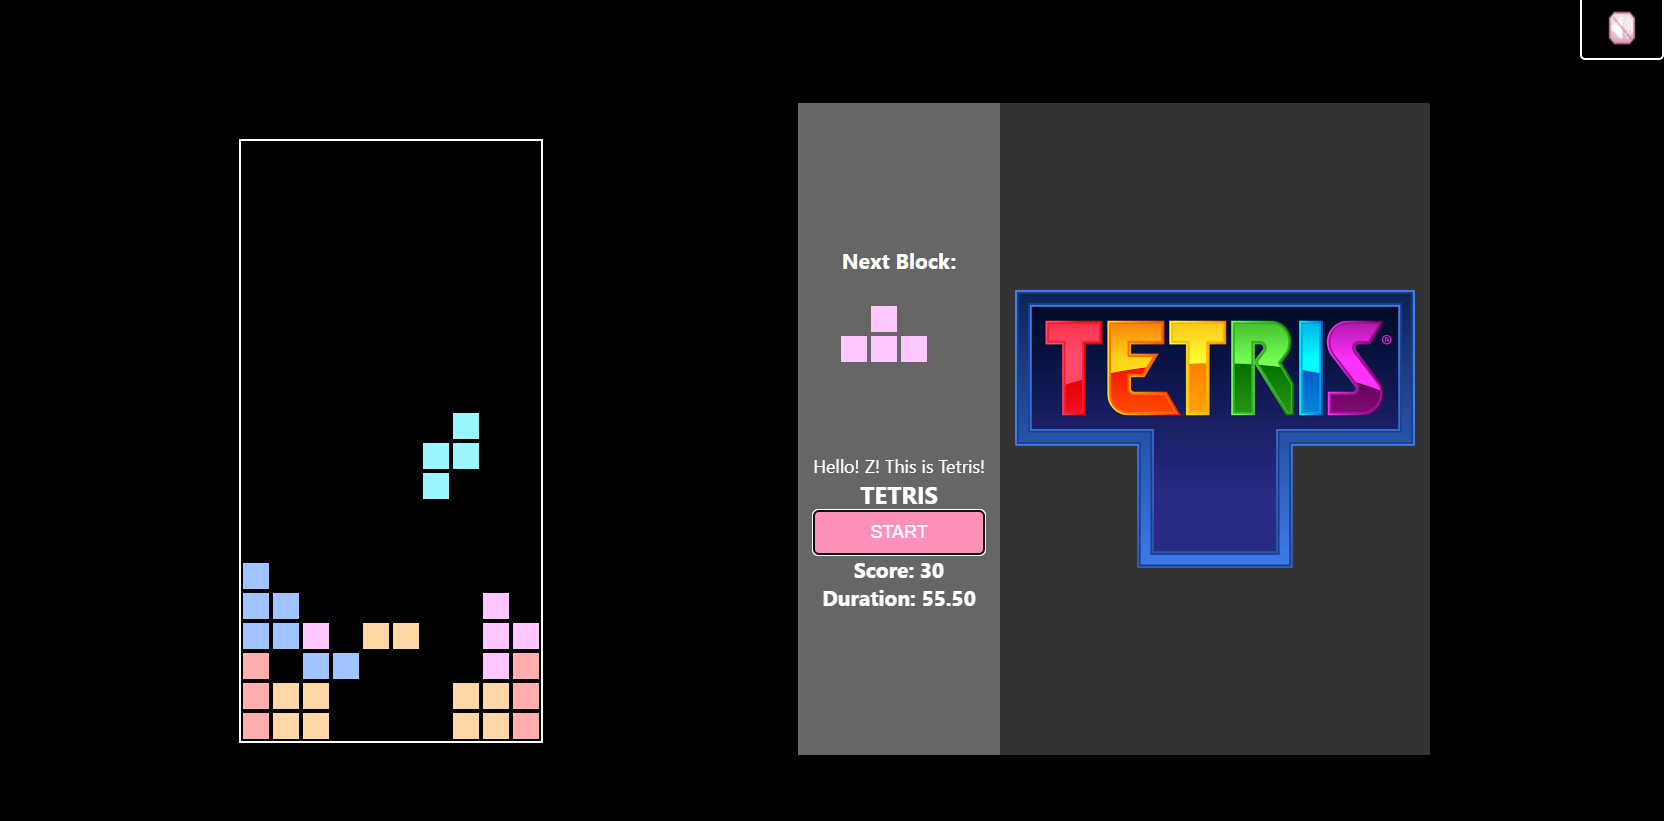 Next Block:
Hello! Z! This is Tetris!
TETRIS
START
Score: 30
Duration: 55.50
TETRIS®